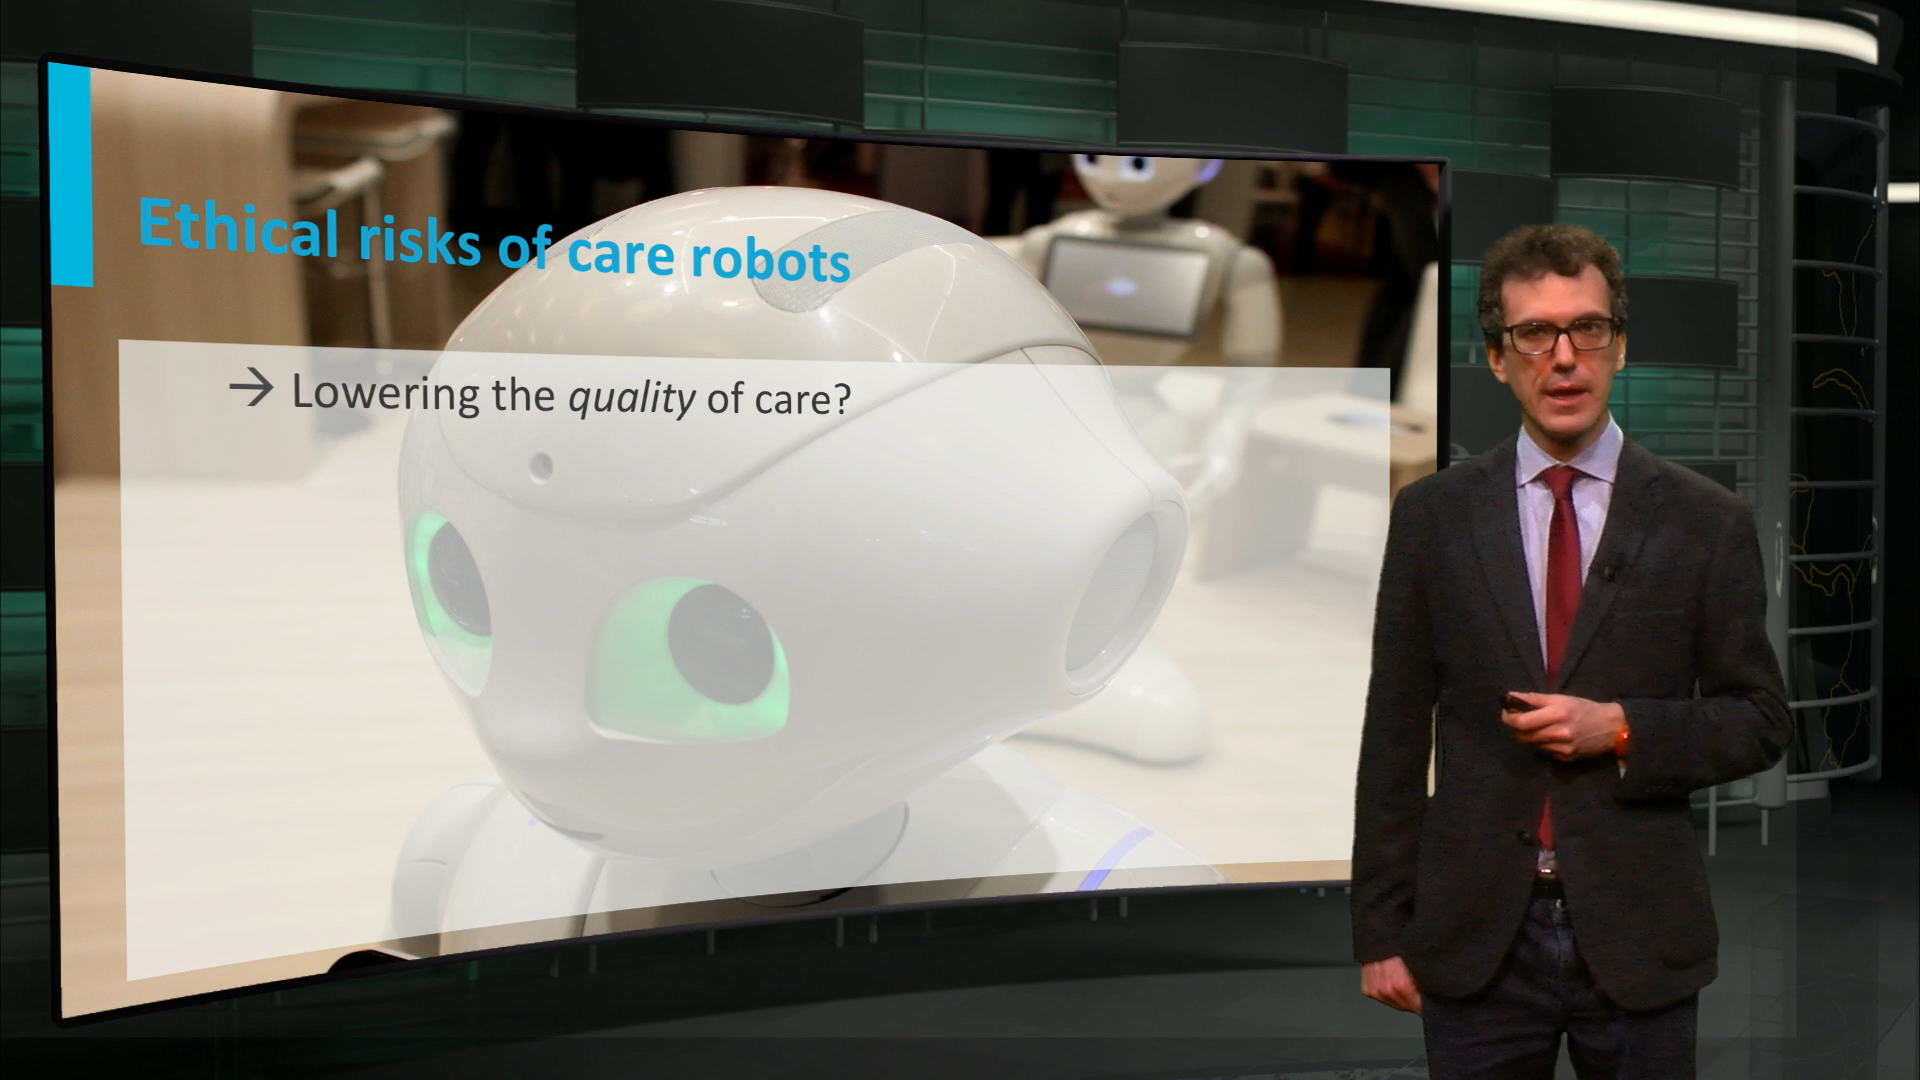 Ethical risks of care robots
→ Lowering the quality of care?